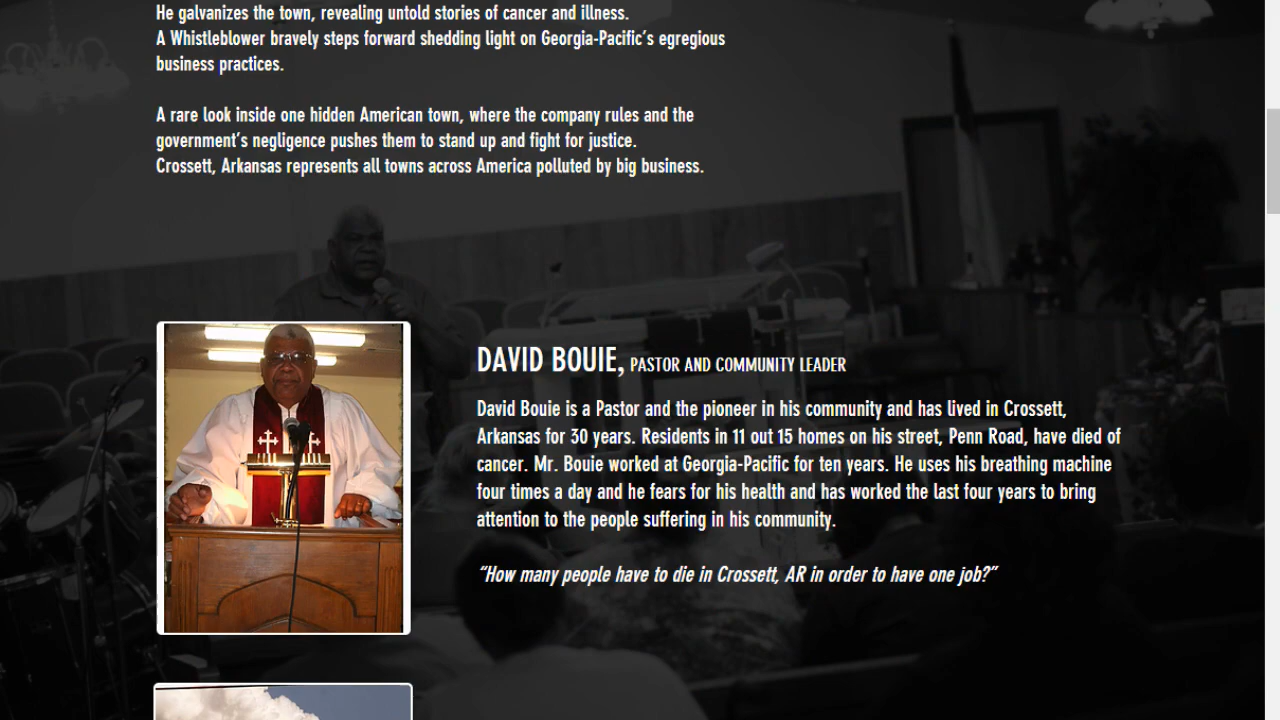 He galvanizes the town, revealing untold stories of cancer and illness.
A Whistleblower bravely steps forward shedding light on Georgia-Pacific’s egregious
business practices.
A rare look inside one hidden American town, where the company rules and the
government’s negligence pushes them to stand up and fight for justice.
Crossett, Arkansas represents all towns across America polluted by big business.
DAVID BOUIE, PASTOR AND COMMUNITY LEADER
David Bouie is a Pastor and the pioneer in his community and has lived in Crossett,
Arkansas for 30 years. Residents in 11 out 15 homes on his street, Penn Road, have died of
cancer. Mr. Bouie worked at Georgia-Pacific for ten years. He uses his breathing machine
four times a day and he fears for his health and has worked the last four years to bring
attention to the people suffering in his community.
“How many people have to die in Crossett, AR in order to have one job?”